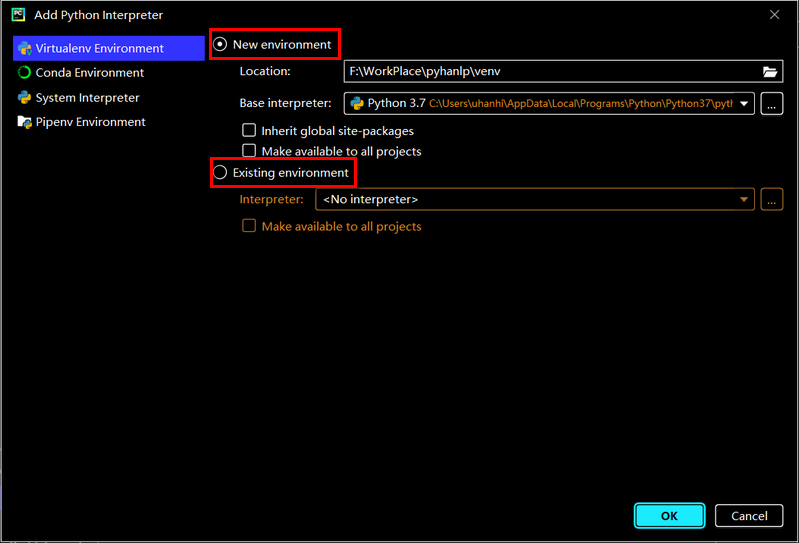 PC Add Python Interpreter
Virtualenv Environment
Conda Environment
System Interpreter
Pipenv Environment
New environment
Location: F:\WorkPlace\pyhanlp\venv
Base interpreter: Python 3.7 C:\Users\uhanhi\AppData\Local\Programs\Python\Python37\pyth ...
Inherit global site-packages
Make available to all projects
Existing environment
Interpreter: <No interpreter> ...
Make available to all projects
OK Cancel